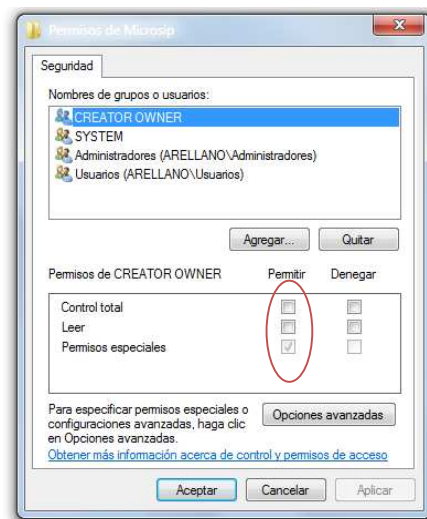 Permisos de Microsip
Seguridad
Nombres de grupos o usuarios:
CREATOR OWNER
SYSTEM
Administradores (ARELLANO\Administradores)
Usuarios (ARELLANO\Usuarios)
Agregar... Quitar
Permisos de CREATOR OWNER Permitir Denegar
Control total
Leer
Permisos especiales
Para especificar permisos especiales o
configuraciones avanzadas, haga clic
en Opciones avanzadas.
Opciones avanzadas
Obtener más información acerca de control y permisos de acceso
Aceptar Cancelar Aplicar